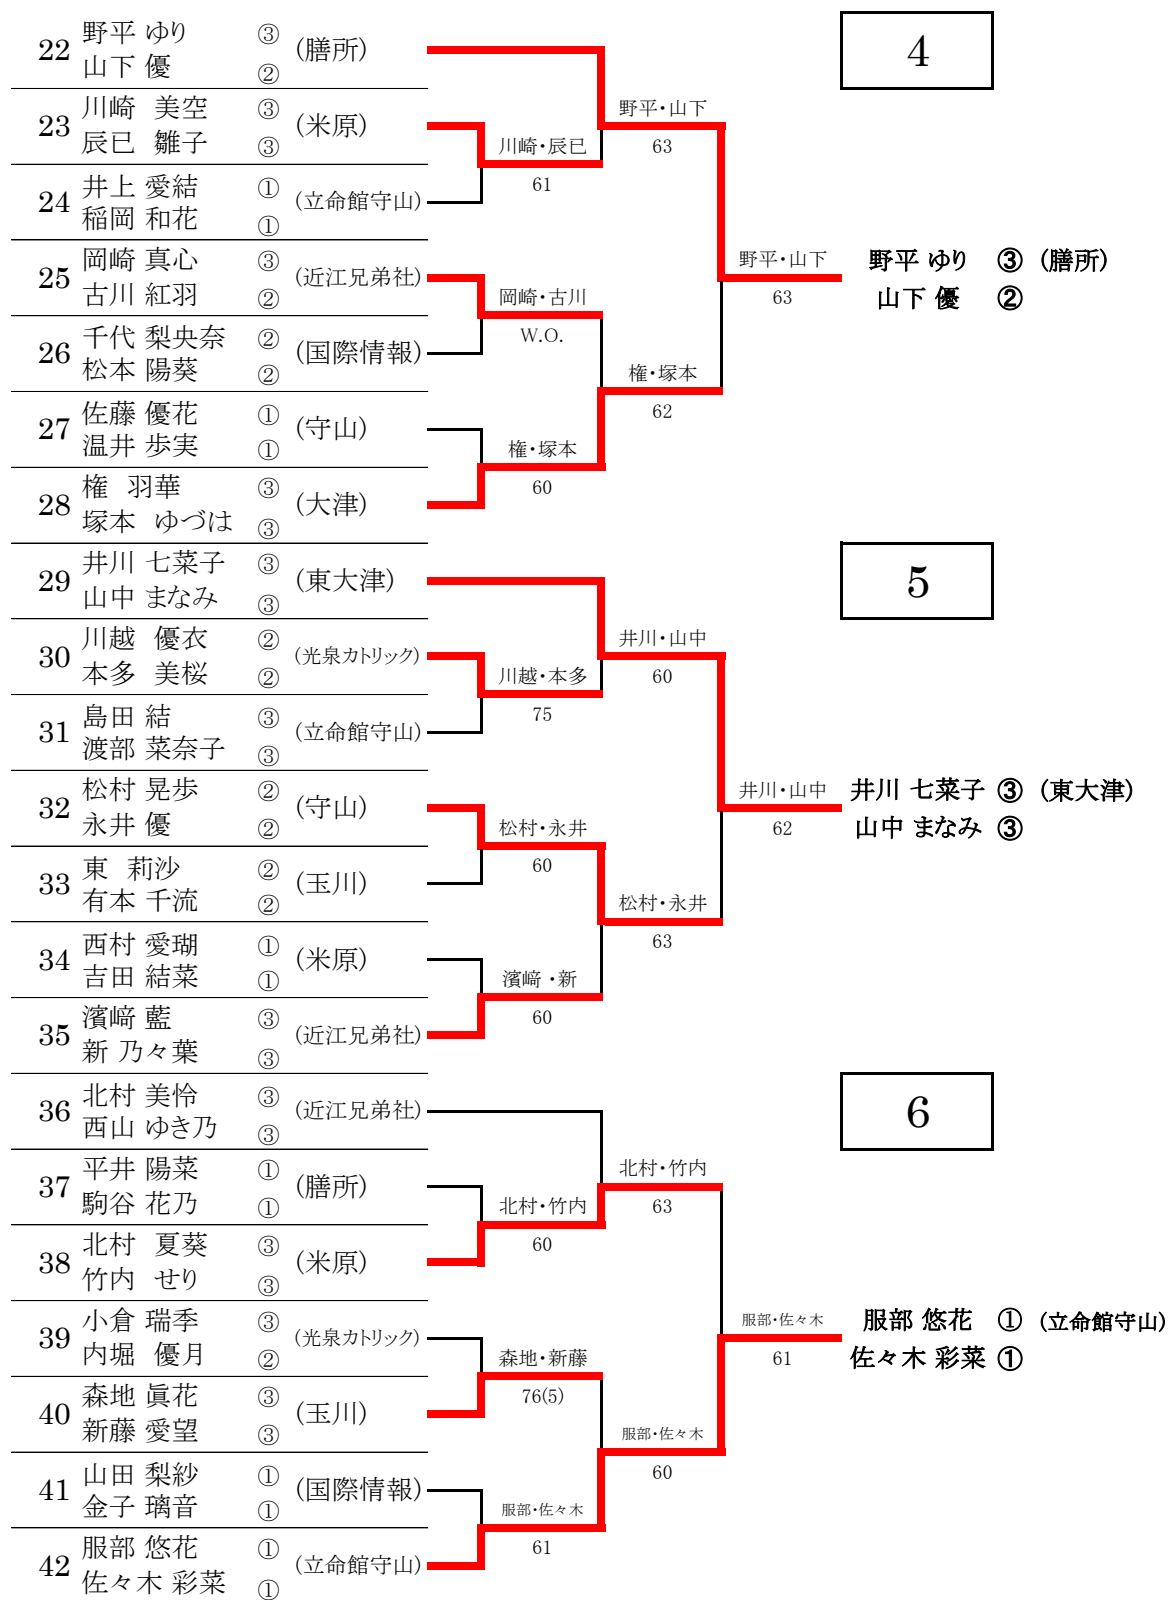 22 野平 ゆり ③ (膳所)
山下 優 ②
23 川崎 美空 ③ (米原)
辰巳 雛子 ③
24 井上 愛結 ① (立命館守山)
稲岡 和花 ①
25 岡崎 真心 ③ (近江兄弟社)
古川 紅羽 ②
26 千代 梨央奈 ② (国際情報)
松本 陽葵 ②
27 佐藤 優花 ① (守山)
温井 歩実 ①
28 権 羽華 ③ (大津)
塚本 ゆづは ③
川崎・辰巳
61
岡崎・古川
W.O.
権・塚本
60
野平・山下
63
権・塚本
62
野平・山下
63
4
野平 ゆり ③ (膳所)
山下 優 ②
29 井川 七菜子 ③ (東大津)
山中 まなみ ③
30 川越 優衣 ② (光泉カトリック)
本多 美桜 ②
31 島田 結 ③ (立命館守山)
渡部 菜奈子 ③
32 松村 晃歩 ② (守山)
永井 優 ②
33 東 莉沙 ② (玉川)
有本 千流 ②
34 西村 愛瑚 ① (米原)
吉田 結菜 ①
35 濱﨑 藍 ③ (近江兄弟社)
新 乃々葉 ③
川越・本多
75
松村・永井
60
濱﨑 ・新
60
井川・山中
60
松村・永井
63
井川・山中
62
5
井川 七菜子 ③ (東大津)
山中 まなみ ③
36 北村 美怜 ③ (近江兄弟社)
西山 ゆき乃 ③
37 平井 陽菜 ① (膳所)
駒谷 花乃 ①
38 北村 夏葵 ③ (米原)
竹内 せり ③
39 小倉 瑞季 ③ (光泉カトリック)
内堀 優月 ②
40 森地 眞花 ③ (玉川)
新藤 愛望 ③
41 山田 梨紗 ① (国際情報)
金子 璃音 ①
42 服部 悠花 ① (立命館守山)
佐々木 彩菜 ①
北村・竹内
60
森地・新藤
76(5)
服部・佐々木
61
北村・竹内
63
服部・佐々木
60
服部・佐々木
61
6
服部 悠花 ① (立命館守山)
佐々木 彩菜 ①